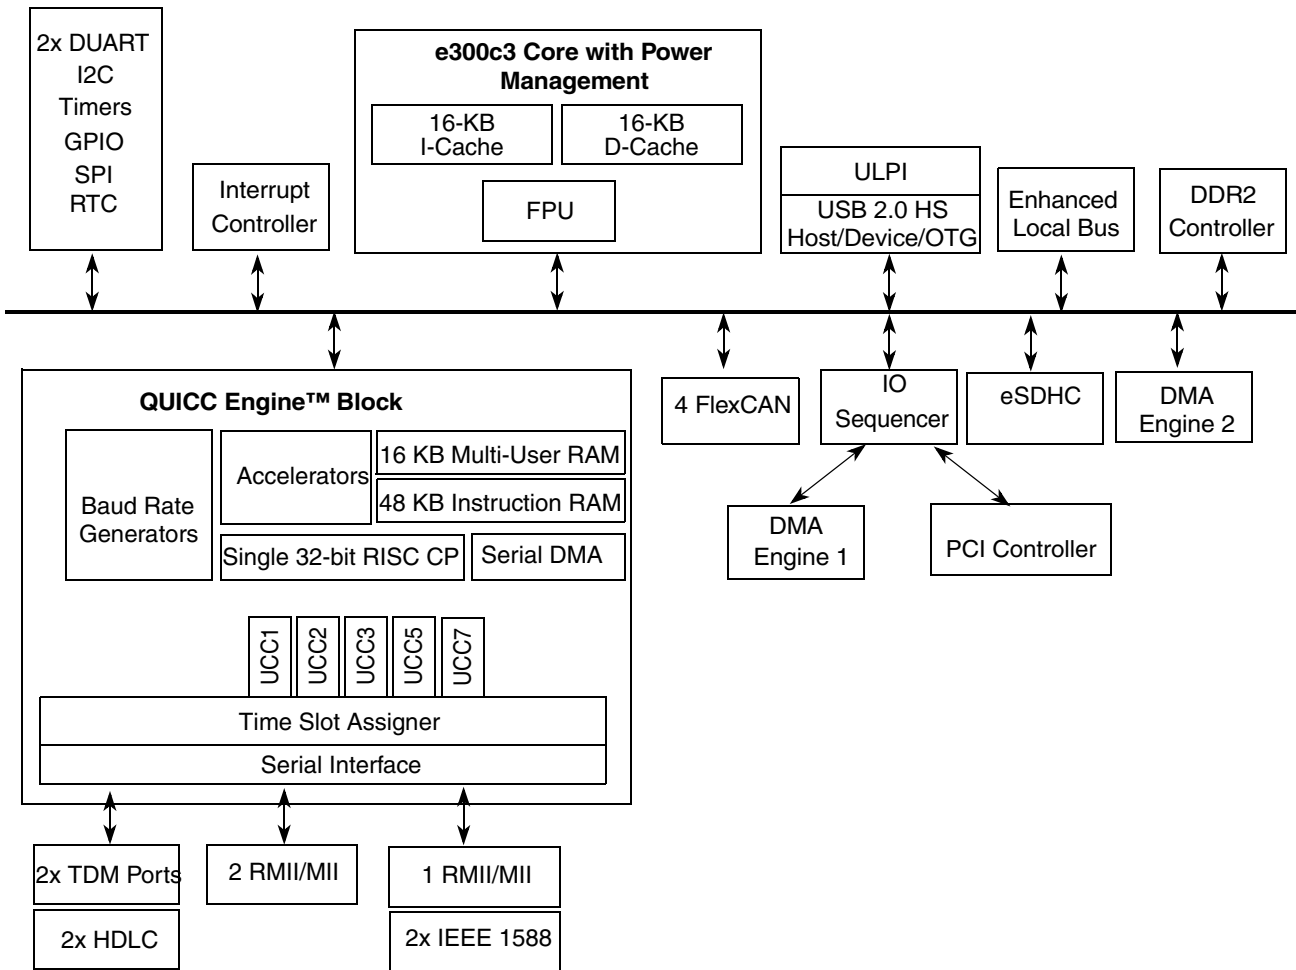 2x DUART
I2C
Timers
GPIO
SPI
RTC
Interrupt
Controller
e300c3 Core with Power
Management
16-KB
I-Cache
16-KB
D-Cache
FPU
ULPI
USB 2.0 HS
Host/Device/OTG
Enhanced
Local Bus
DDR2
Controller
QUICC Engine™ Block
Baud Rate
Generators
Accelerators
16 KB Multi-User RAM
48 KB Instruction RAM
Single 32-bit RISC CP
Serial DMA
UCC1
UCC2
UCC3
UCC5
UCC7
Time Slot Assigner
Serial Interface
4 FlexCAN
IO
Sequencer
eSDHC
DMA
Engine 2
DMA
Engine 1
PCI Controller
2x TDM Ports
2x HDLC
2 RMII/MII
1 RMII/MII
2x IEEE 1588